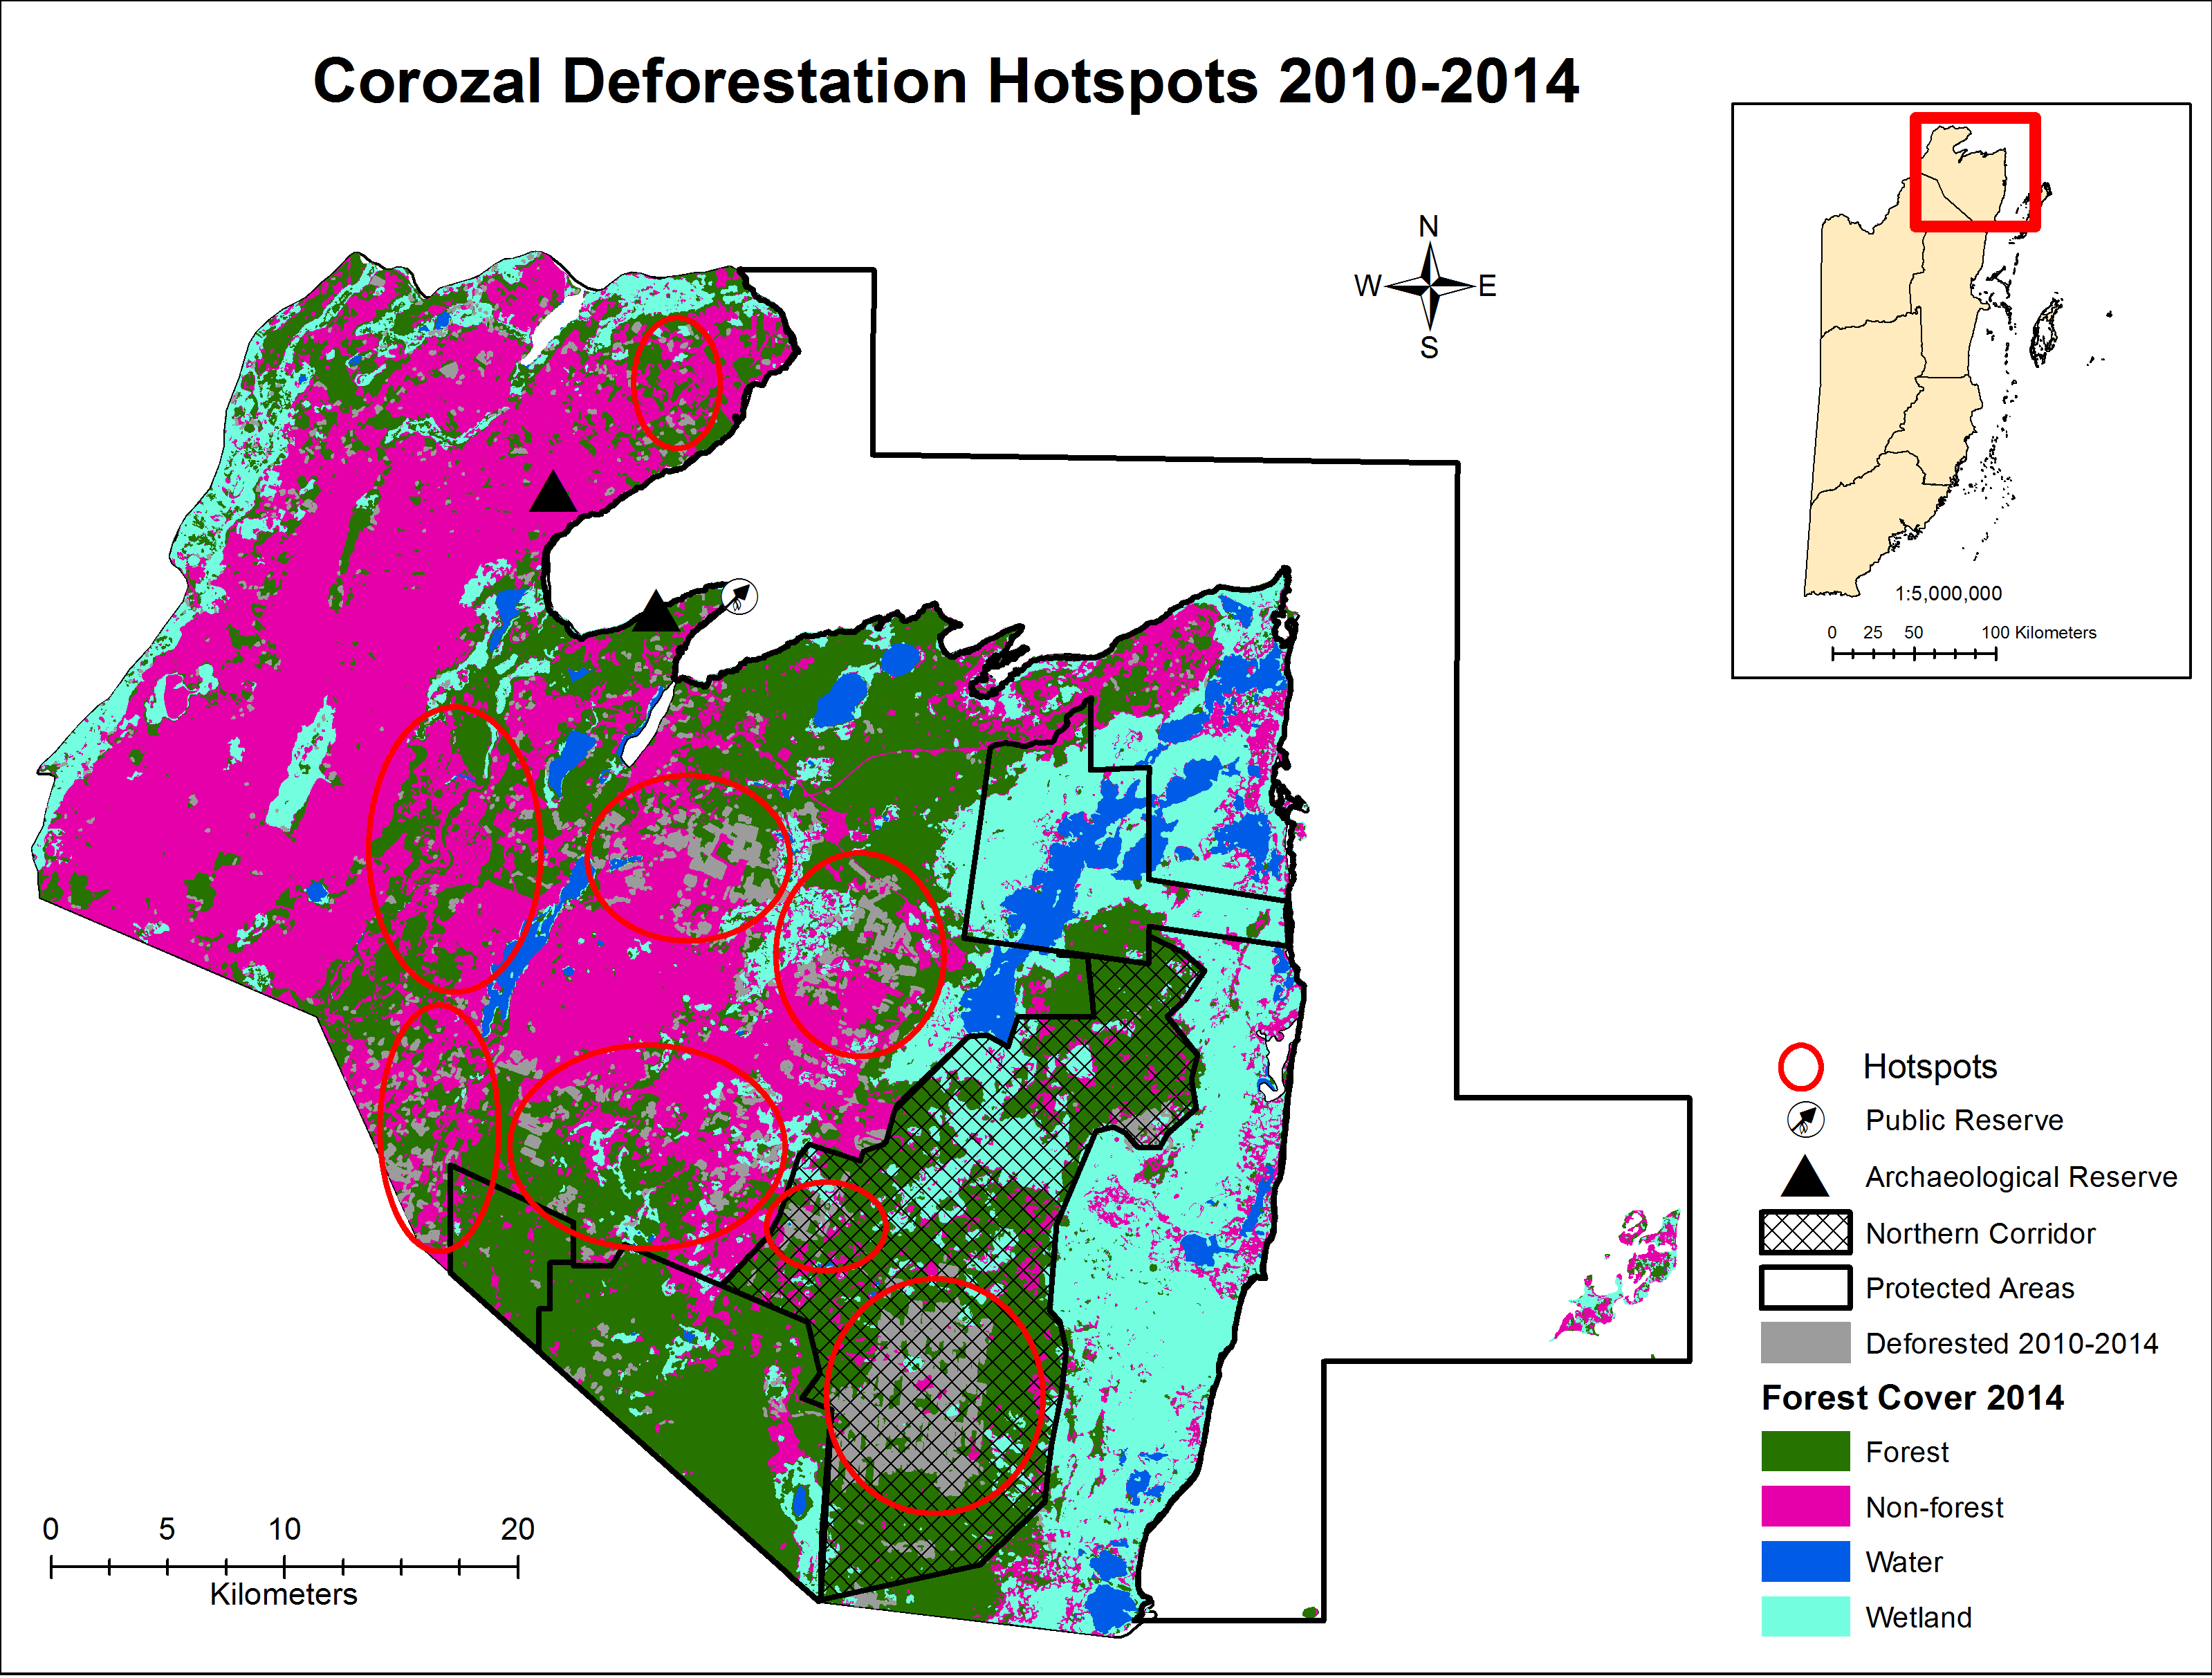 Corozal Deforestation Hotspots 2010-2014
N
W E
S
1:5,000,000
0 25 50 100 Kilometers
Hotspots
Public Reserve
Archaeological Reserve
Northern Corridor
Protected Areas
Deforested 2010-2014
Forest Cover 2014
Forest
Non-forest
Water
Wetland
0 5 10 20
Kilometers